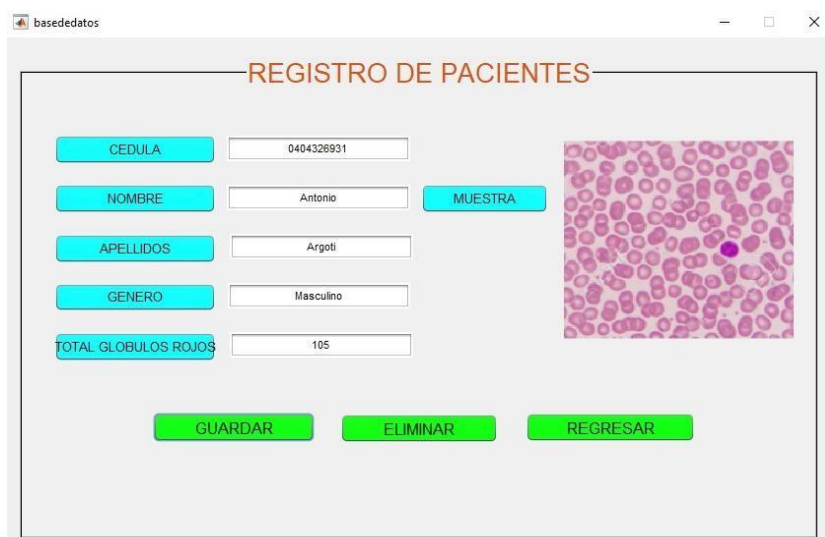 basededatos
REGISTRO DE PACIENTES
CEDULA 0404326931
NOMBRE Antonio MUESTRA
APELLIDOS Argoti
GENERO Masculino
TOTAL GLOBULOS ROJOS 105
GUARDAR ELIMINAR REGRESAR